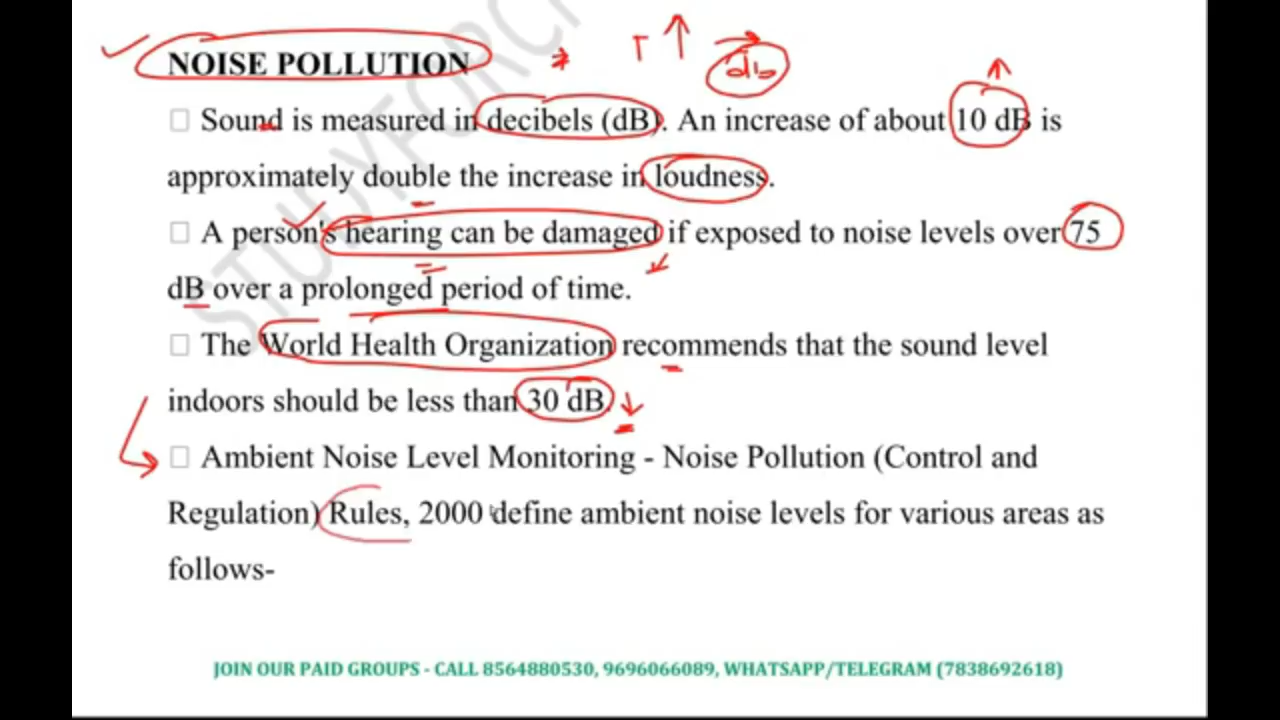 NOISE POLLUTION
db
□ Sound is measured in decibels (dB). An increase of about 10 dB is
approximately double the increase in loudness.
□ A person's hearing can be damaged if exposed to noise levels over 75
dB over a prolonged period of time.
□ The World Health Organization recommends that the sound level
indoors should be less than 30 dB.
□ Ambient Noise Level Monitoring - Noise Pollution (Control and
Regulation) Rules, 2000 define ambient noise levels for various areas as
follows-
JOIN OUR PAID GROUPS - CALL 8564880530, 9696066089, WHATSAPP/TELEGRAM (7838692618)